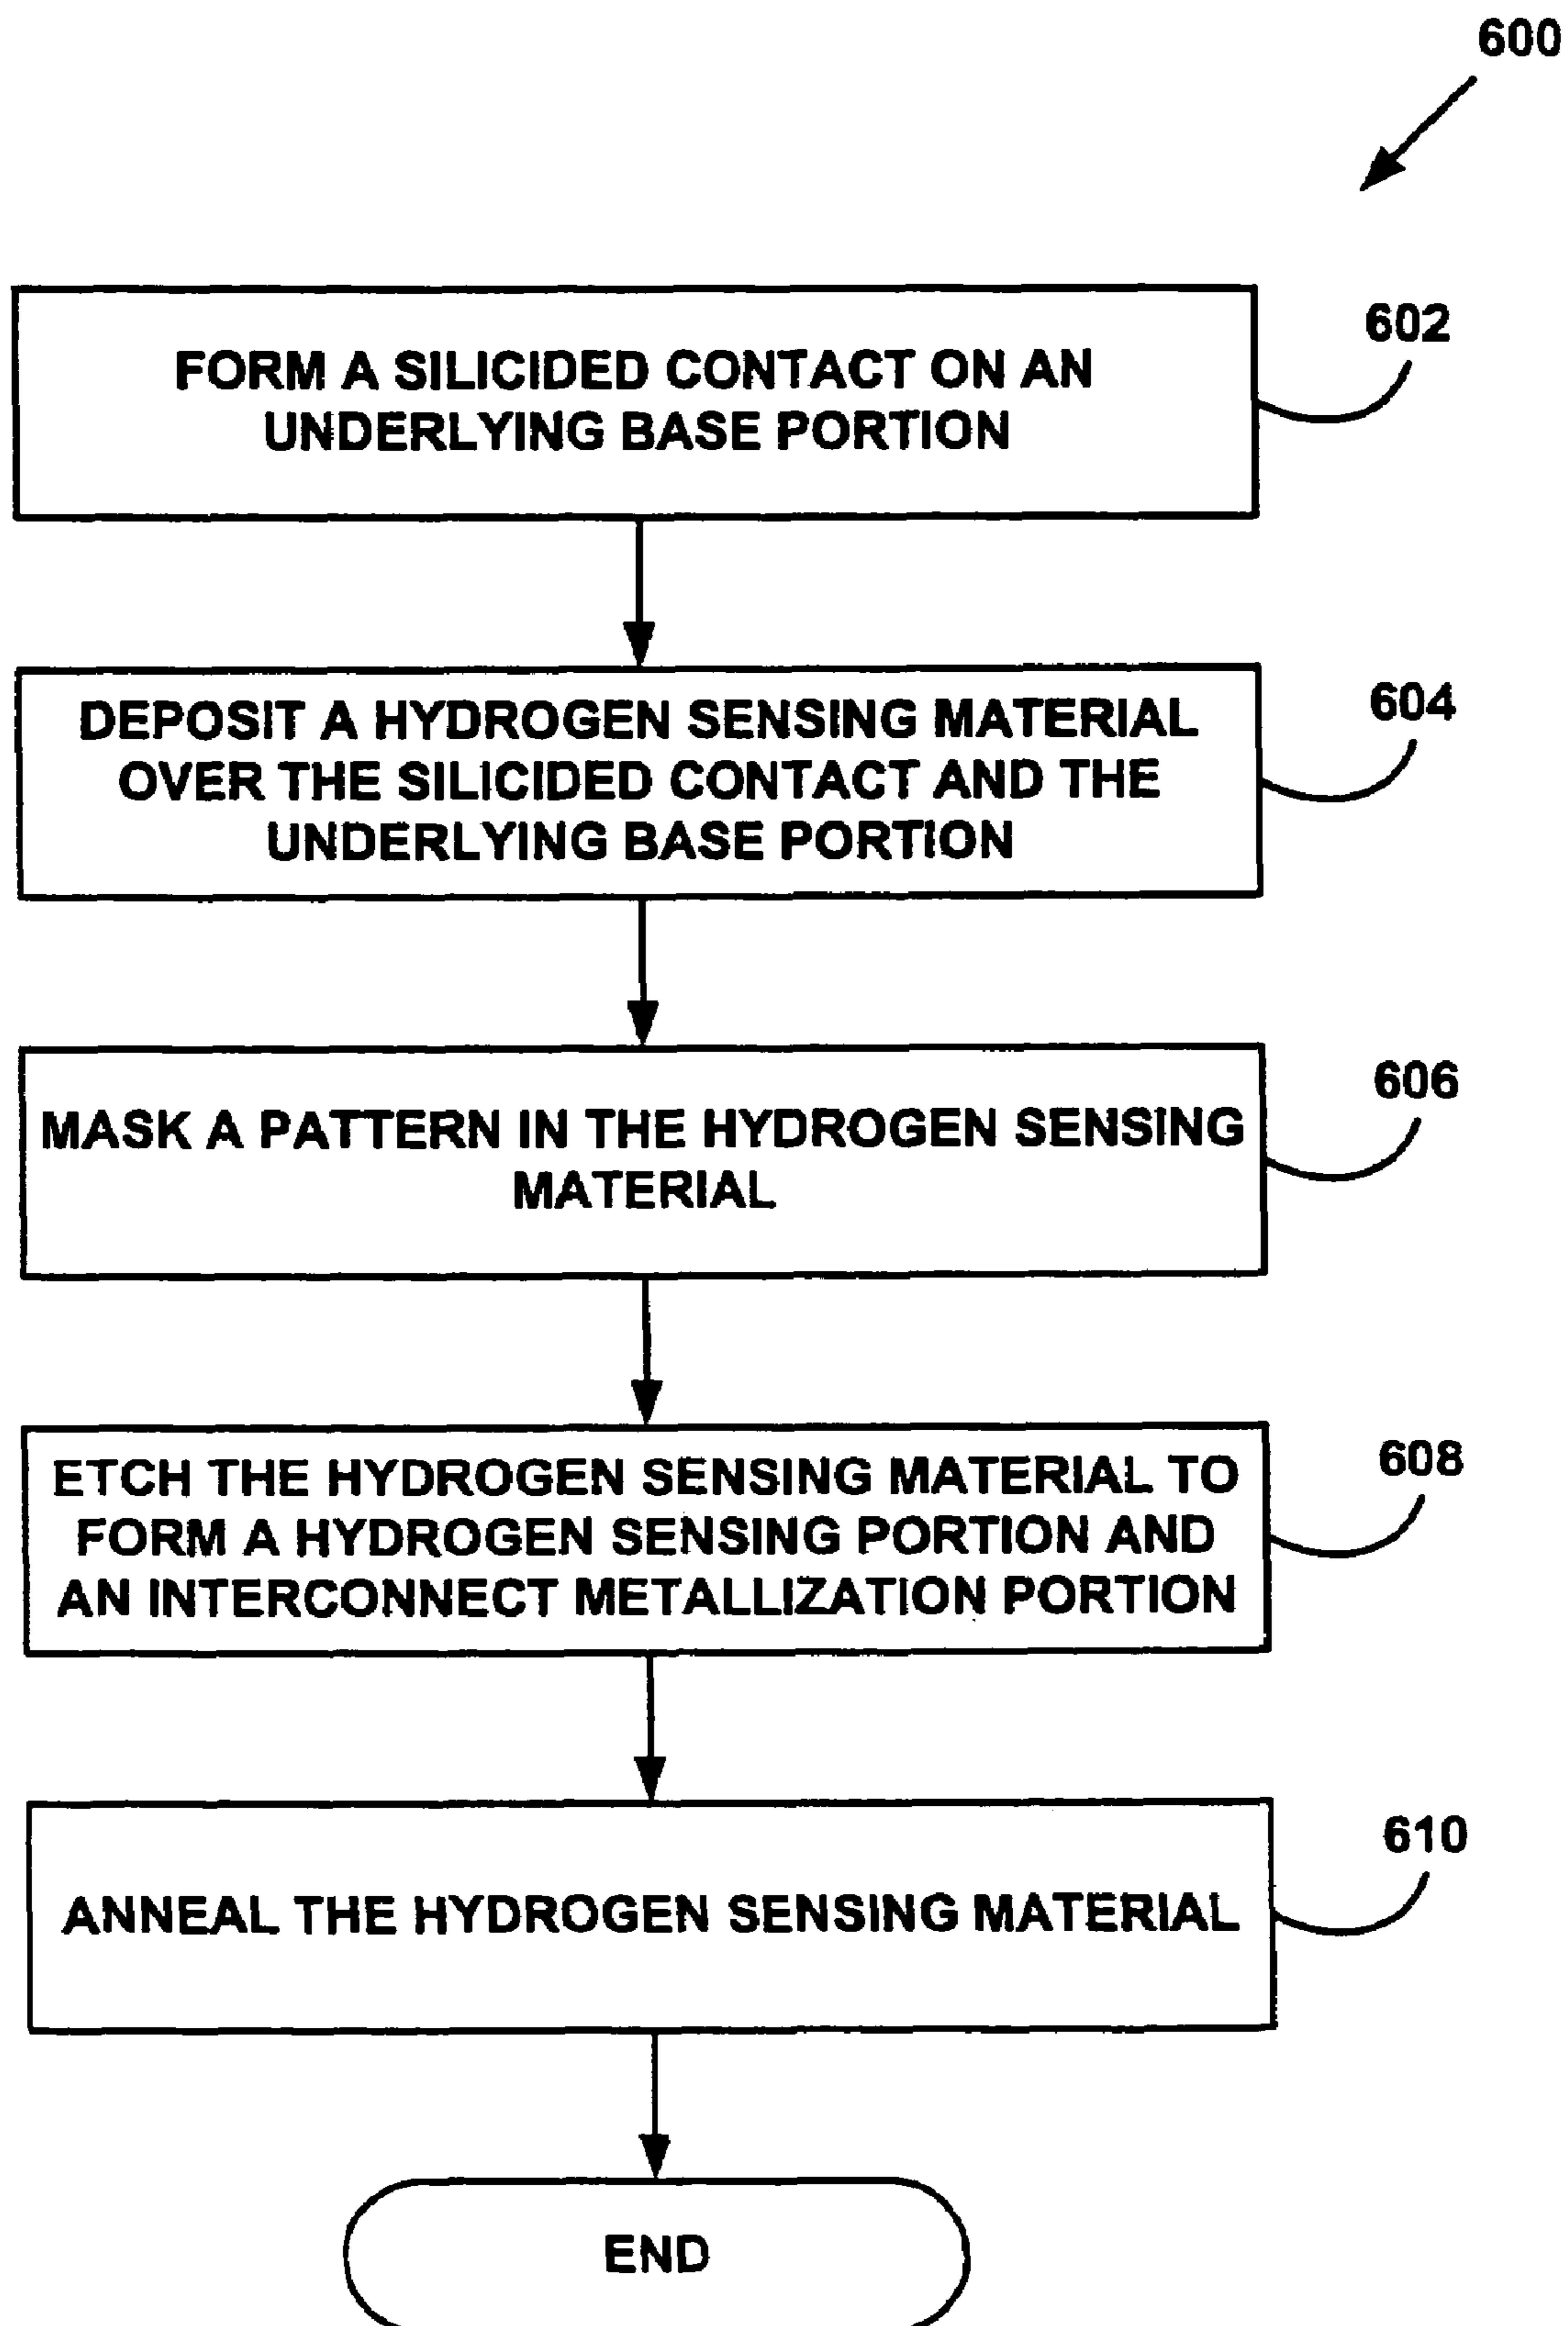 600
FORM A SILICIDED CONTACT ON AN
UNDERLYING BASE PORTION
602
DEPOSIT A HYDROGEN SENSING MATERIAL
OVER THE SILICIDED CONTACT AND THE
UNDERLYING BASE PORTION
604
MASK A PATTERN IN THE HYDROGEN SENSING
MATERIAL
606
ETCH THE HYDROGEN SENSING MATERIAL TO
FORM A HYDROGEN SENSING PORTION AND
AN INTERCONNECT METALLIZATION PORTION
608
ANNEAL THE HYDROGEN SENSING MATERIAL
610
END